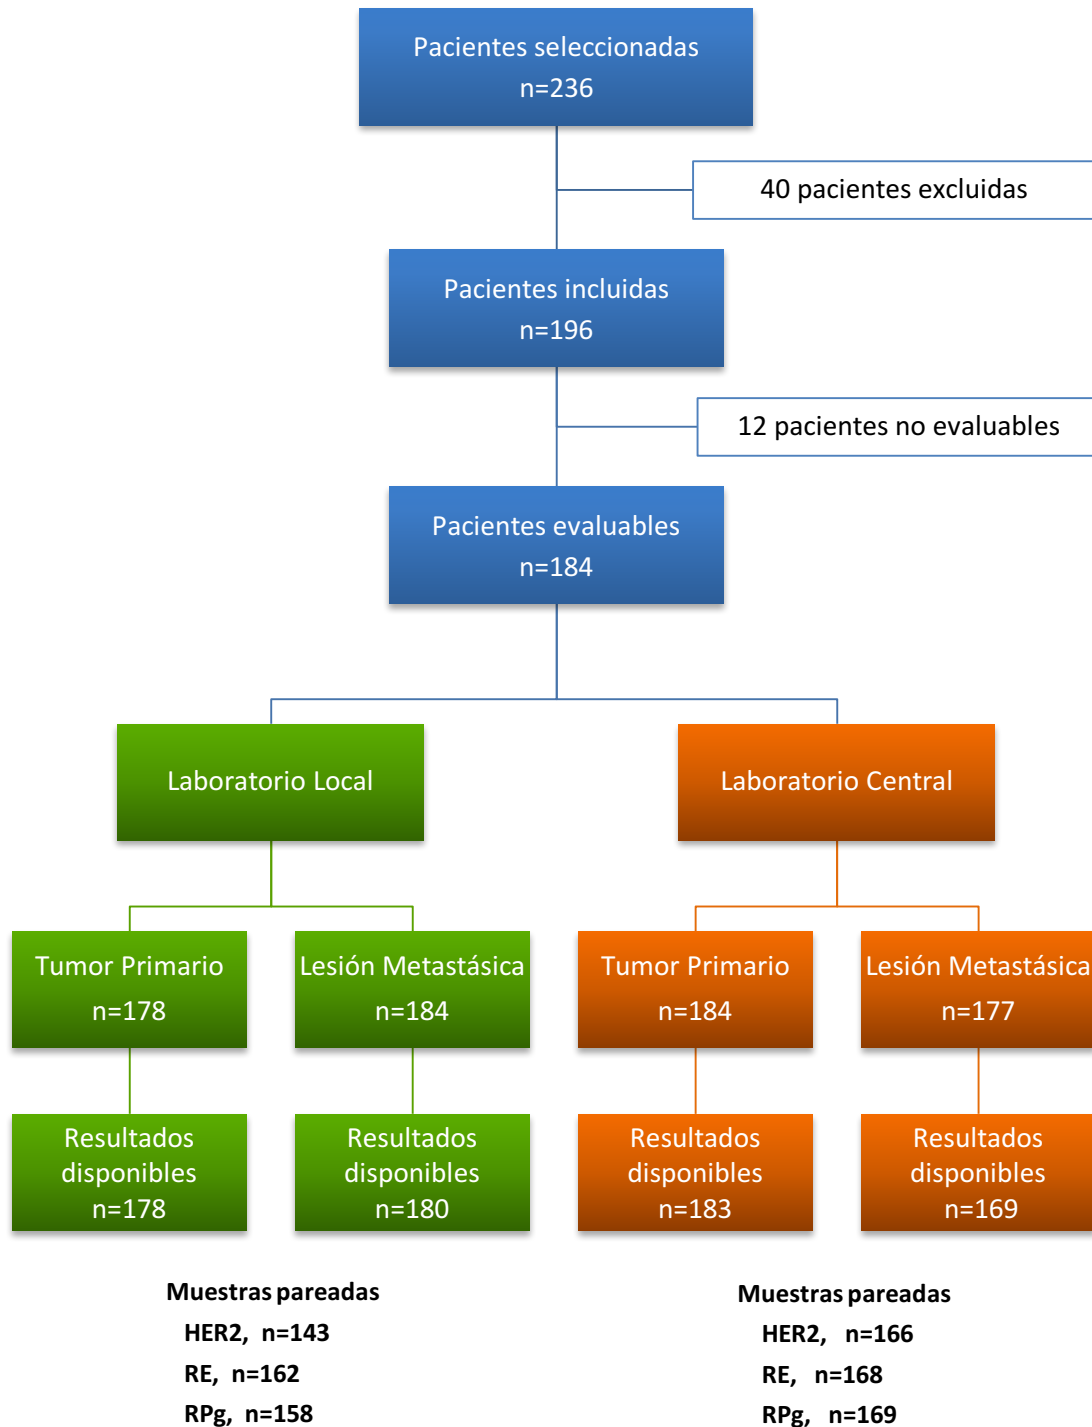 Pacientes seleccionadas
n=236
40 pacientes excluidas
Pacientes incluidas
n=196
12 pacientes no evaluables
Pacientes evaluables
n=184
Laboratorio Local
Laboratorio Central
Tumor Primario
n=178
Lesión Metastásica
n=184
Tumor Primario
n=184
Lesión Metastásica
n=177
Resultados
disponibles
n=178
Resultados
disponibles
n=180
Resultados
disponibles
n=183
Resultados
disponibles
n=169
Muestras pareadas
HER2, n=143
RE, n=162
RPg, n=158
Muestras pareadas
HER2, n=166
RE, n=168
RPg, n=169